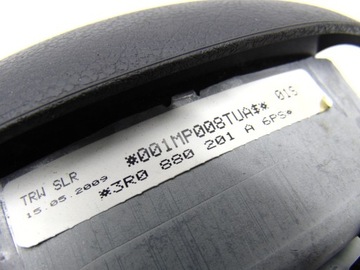 *001MP008TUA$* 015
TRW SLR
15.05.2009
*3R0 880 201 A 6PS*